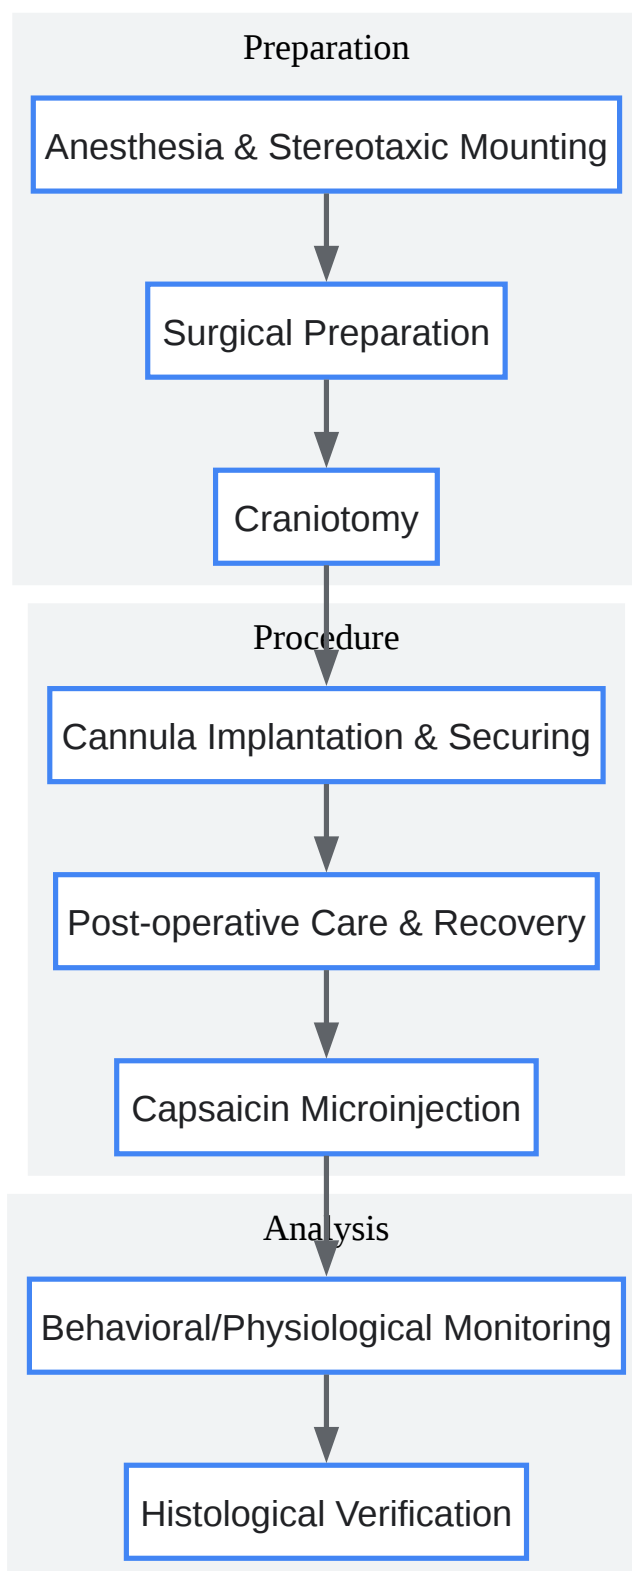 Preparation
Anesthesia & Stereotaxic Mounting
Surgical Preparation
Craniotomy
Procedure
Cannula Implantation & Securing
Post-operative Care & Recovery
Capsaicin Microinjection
Analysis
Behavioral/Physiological Monitoring
Histological Verification